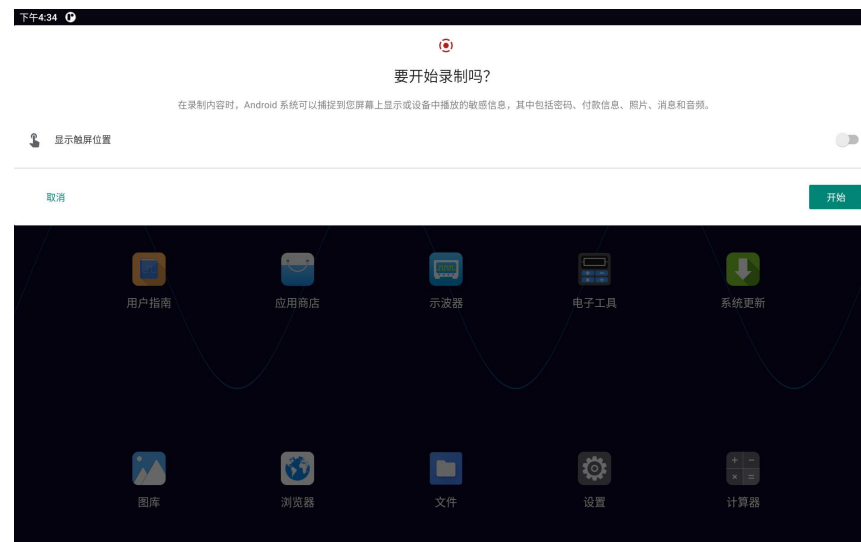 下午4:34
要开始录制吗?
在录制内容时，Android 系统可以捕捉到您屏幕上显示或设备中播放的敏感信息，其中包括密码、付款信息、照片、消息和音频。
显示触屏位置
取消
开始
用户指南
应用商店
示波器
电子工具
系统更新
图库
浏览器
文件
设置
计算器